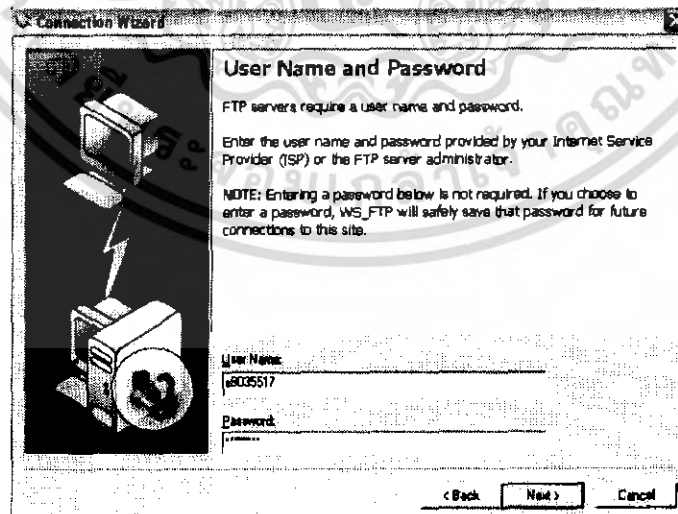 Connection Wizard
User Name and Password
FTP servers require a user name and password.
Enter the user name and password provided by your Internet Service
Provider (ISP) or the FTP server administrator.
NOTE: Entering a password below is not required. If you choose to
enter a password, WS_FTP will safely save that password for future
connections to this site.
User Name:
a8035517
Password:
< Back Next > Cancel